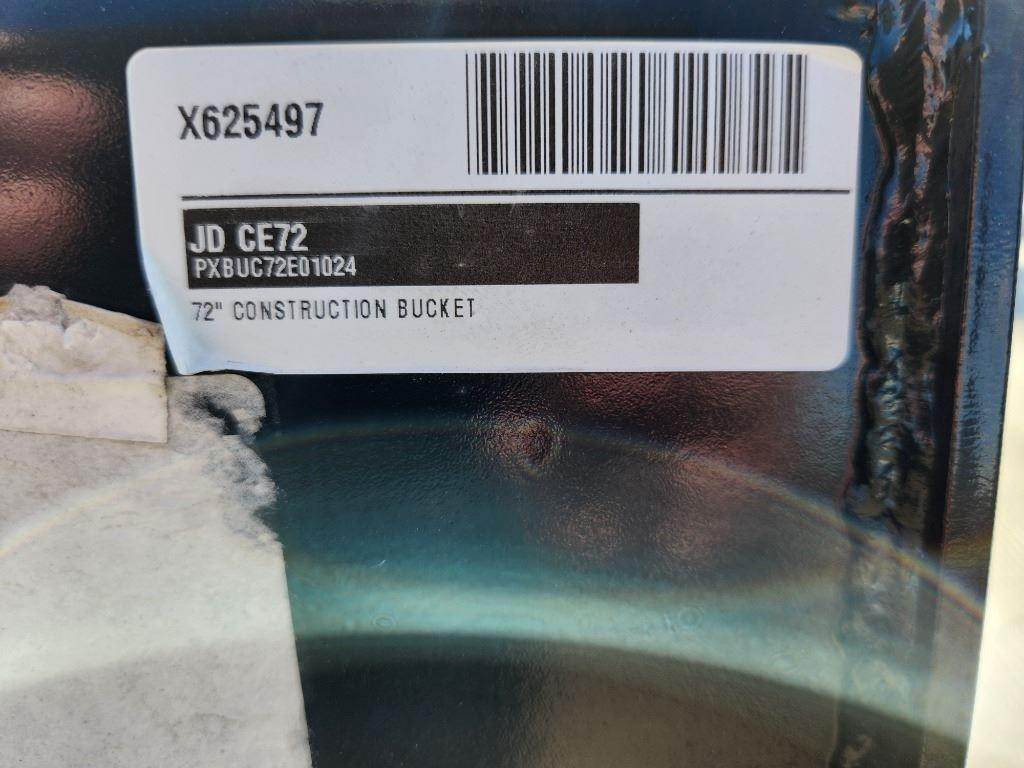 X625497
JD CE72
PXBUC72E01024
72" CONSTRUCTION BUCKET